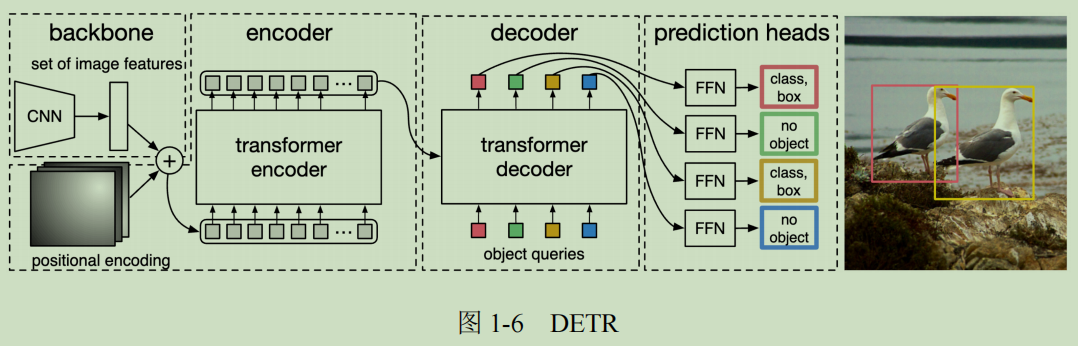 backbone
set of image features
CNN
+
positional encoding
encoder
...
transformer
encoder
...
decoder
transformer
decoder
object queries
prediction heads
FFN
class,
box
FFN
no
object
FFN
class,
box
FFN
no
object
图 1-6 DETR